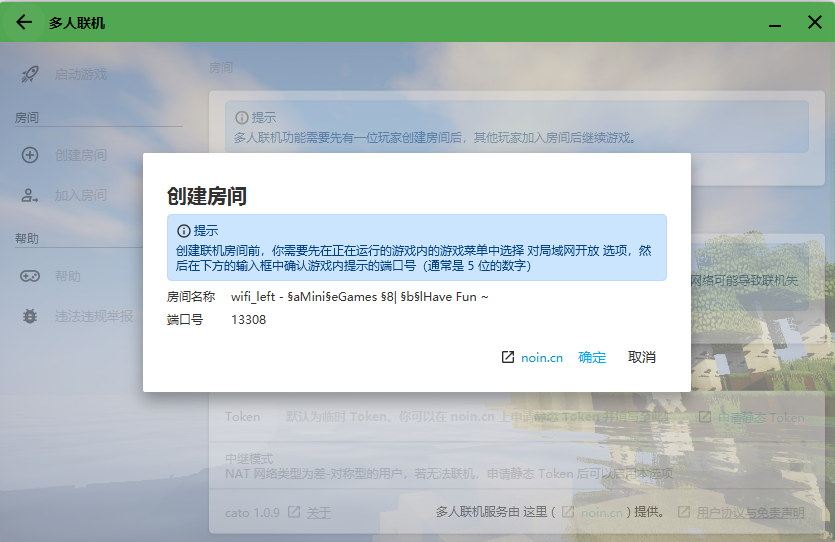 多人联机
启动游戏
房间
创建房间
加入房间
帮助
帮助
违法违规举报
房间
提示
多人联机功能需要先有一位玩家创建房间后，其他玩家加入房间后继续游戏。
网络可能导致联机失
创建房间
提示
创建联机房间前，你需要先在正在运行的游戏内的游戏菜单中选择 对局域网开放 选项，然
后在下方的输入框中确认游戏内提示的端口号（通常是 5 位的数字）
房间名称 wifi_left - §aMini§eGames §8| §b§lHave Fun ~
端口号 13308
noin.cn 确定 取消
Token 默认为临时 Token。你可以在 noin.cn 上申请静态 Token 并填写至此 申请静态 Token
中继模式
NAT 网络类型为差-对称型的用户，若无法联机，申请静态 Token 后可以启用本选项
cato 1.0.9 关于 多人联机服务由 这里 ( noin.cn ) 提供。 用户协议与免责声明